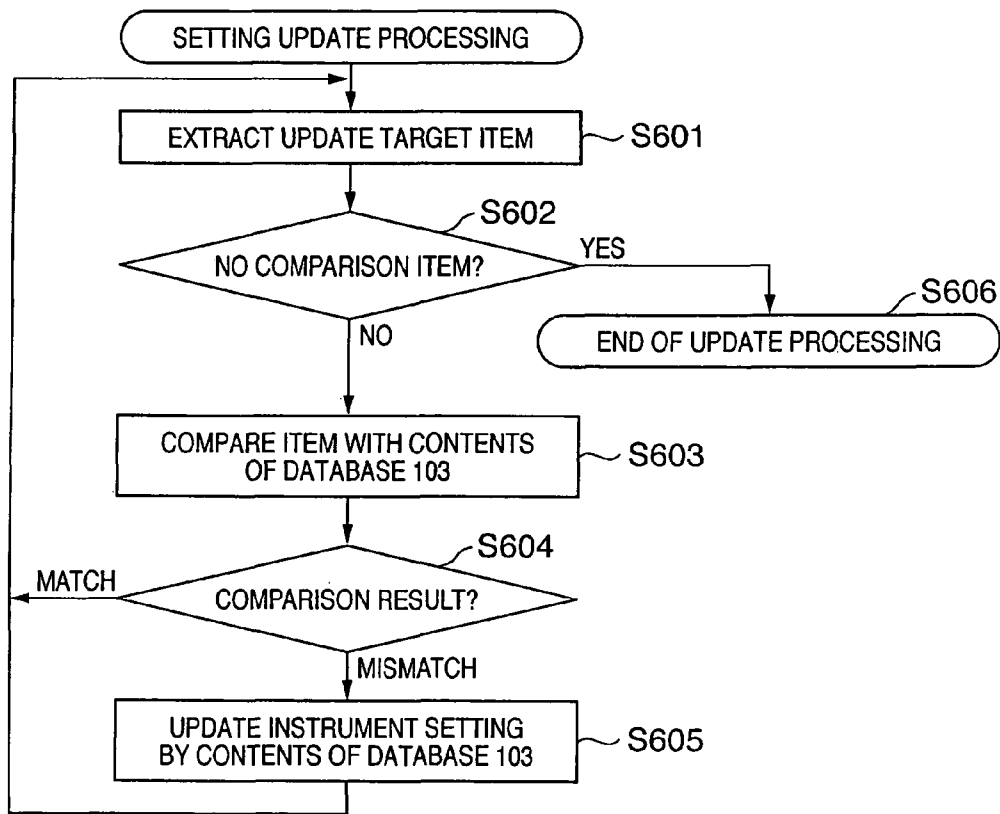 SETTING UPDATE PROCESSING
EXTRACT UPDATE TARGET ITEM
S601
S602
NO COMPARISON ITEM?
YES
NO
S606
END OF UPDATE PROCESSING
COMPARE ITEM WITH CONTENTS
OF DATABASE 103
S603
S604
MATCH
COMPARISON RESULT?
MISMATCH
UPDATE INSTRUMENT SETTING
BY CONTENTS OF DATABASE 103
S605